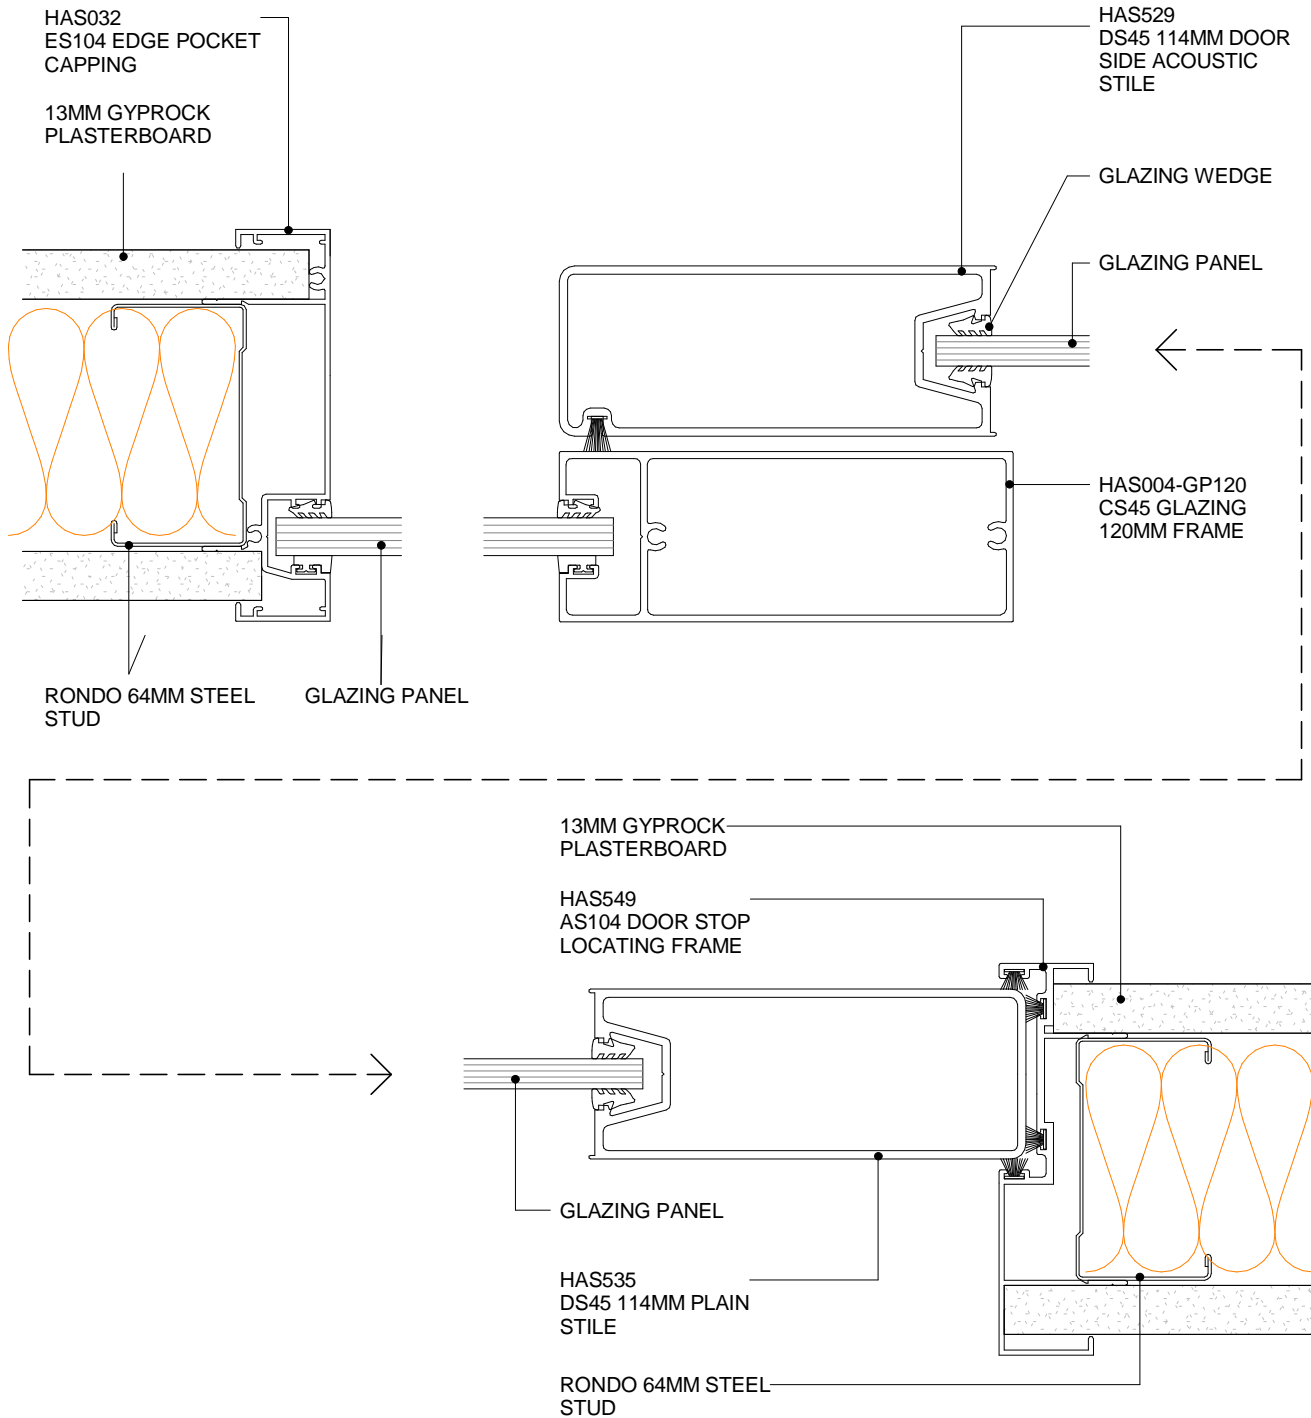 HAS032
ES104 EDGE POCKET
CAPPING
13MM GYPROCK
PLASTERBOARD
HAS529
DS45 114MM DOOR
SIDE ACOUSTIC
STILE
GLAZING WEDGE
GLAZING PANEL
HAS004-GP120
CS45 GLAZING
120MM FRAME
RONDO 64MM STEEL
STUD
GLAZING PANEL
13MM GYPROCK
PLASTERBOARD
HAS549
AS104 DOOR STOP
LOCATING FRAME
GLAZING PANEL
HAS535
DS45 114MM PLAIN
STILE
RONDO 64MM STEEL
STUD